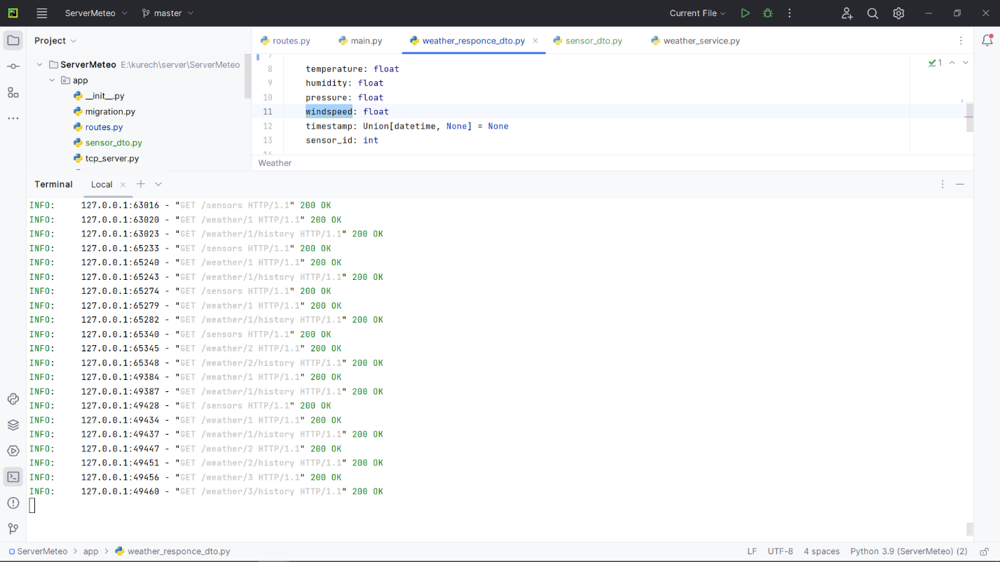 PC ServerMeteo master Current File
Project
routes.py main.py weather_responce_dto.py sensor_dto.py weather_service.py
ServerMeteo E:\kurech\server\ServerMeteo
app
__init__.py
migration.py
routes.py
sensor_dto.py
tcp_server.py
1
8 temperature: float
9 humidity: float
10 pressure: float
11 windspeed: float
12 timestamp: Union[datetime, None] = None
13 sensor_id: int
Weather
Terminal Local
INFO: 127.0.0.1:63016 - "GET /sensors HTTP/1.1" 200 OK
INFO: 127.0.0.1:63020 - "GET /weather/1 HTTP/1.1" 200 OK
INFO: 127.0.0.1:63023 - "GET /weather/1/history HTTP/1.1" 200 OK
INFO: 127.0.0.1:65233 - "GET /sensors HTTP/1.1" 200 OK
INFO: 127.0.0.1:65240 - "GET /weather/1 HTTP/1.1" 200 OK
INFO: 127.0.0.1:65243 - "GET /weather/1/history HTTP/1.1" 200 OK
INFO: 127.0.0.1:65274 - "GET /sensors HTTP/1.1" 200 OK
INFO: 127.0.0.1:65279 - "GET /weather/1 HTTP/1.1" 200 OK
INFO: 127.0.0.1:65282 - "GET /weather/1/history HTTP/1.1" 200 OK
INFO: 127.0.0.1:65340 - "GET /sensors HTTP/1.1" 200 OK
INFO: 127.0.0.1:65345 - "GET /weather/2 HTTP/1.1" 200 OK
INFO: 127.0.0.1:65348 - "GET /weather/2/history HTTP/1.1" 200 OK
INFO: 127.0.0.1:49384 - "GET /weather/1 HTTP/1.1" 200 OK
INFO: 127.0.0.1:49387 - "GET /weather/1/history HTTP/1.1" 200 OK
INFO: 127.0.0.1:49428 - "GET /sensors HTTP/1.1" 200 OK
INFO: 127.0.0.1:49434 - "GET /weather/1 HTTP/1.1" 200 OK
INFO: 127.0.0.1:49437 - "GET /weather/1/history HTTP/1.1" 200 OK
INFO: 127.0.0.1:49447 - "GET /weather/2 HTTP/1.1" 200 OK
INFO: 127.0.0.1:49451 - "GET /weather/2/history HTTP/1.1" 200 OK
INFO: 127.0.0.1:49456 - "GET /weather/3 HTTP/1.1" 200 OK
INFO: 127.0.0.1:49460 - "GET /weather/3/history HTTP/1.1" 200 OK
ServerMeteo > app > weather_responce_dto.py LF UTF-8 4 spaces Python 3.9 (ServerMeteo) (2)